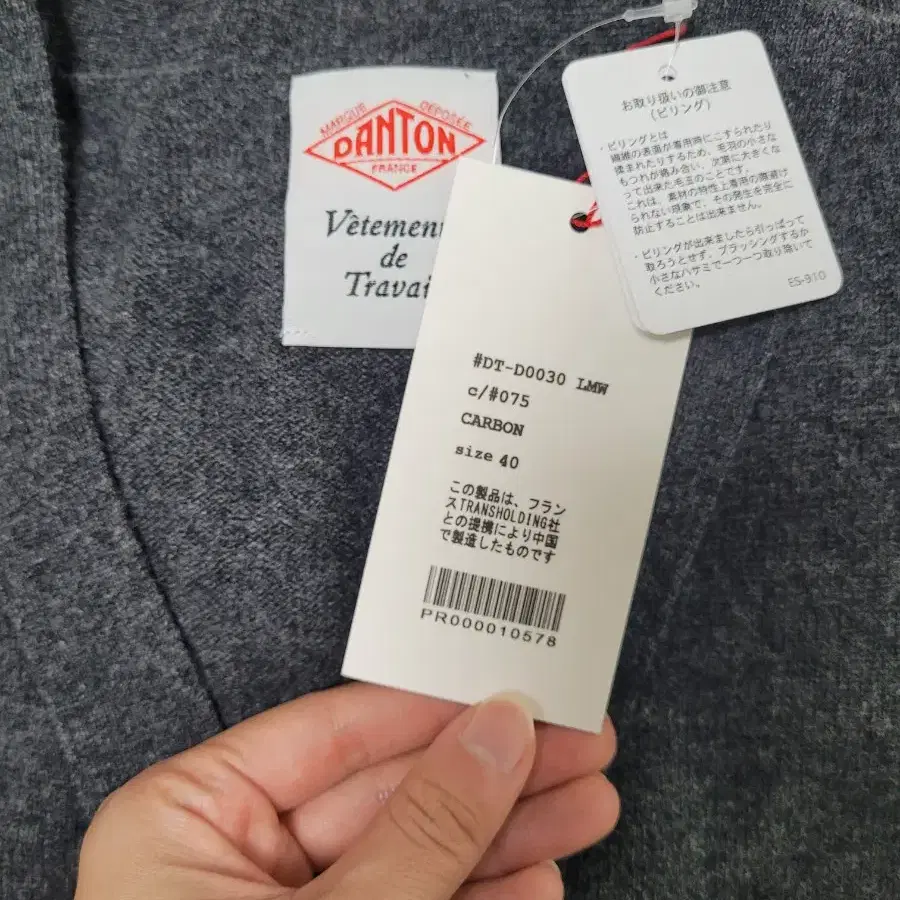 MARQUE DÉPOSÉE
DANTON
FRANCE
Vêtemen
de
Travai
#DT-D0030 LMW
c/#075
CARBON
size 40
この製品は、フラン
スTRANSHOLDING社
との提携により中国
で製造したものです
PR000010578
お取り扱いの御注意
(ピリング)
・ピリングとは
繊維の表面が着用時にこすられたり
揉まれたりするため、毛羽の小さな
もつれが絡み合い、次第に大きくな
って出来た毛玉のことです。
これは、素材の特性上着用の際避け
られない現象で、その発生を完全に
防止することは出来ません。
・ピリングが出来ましたら引っぱって
取ろうとせず、ブラッシングするか
小さなハサミで一つ一つ取り除いて
ください。
ES-910